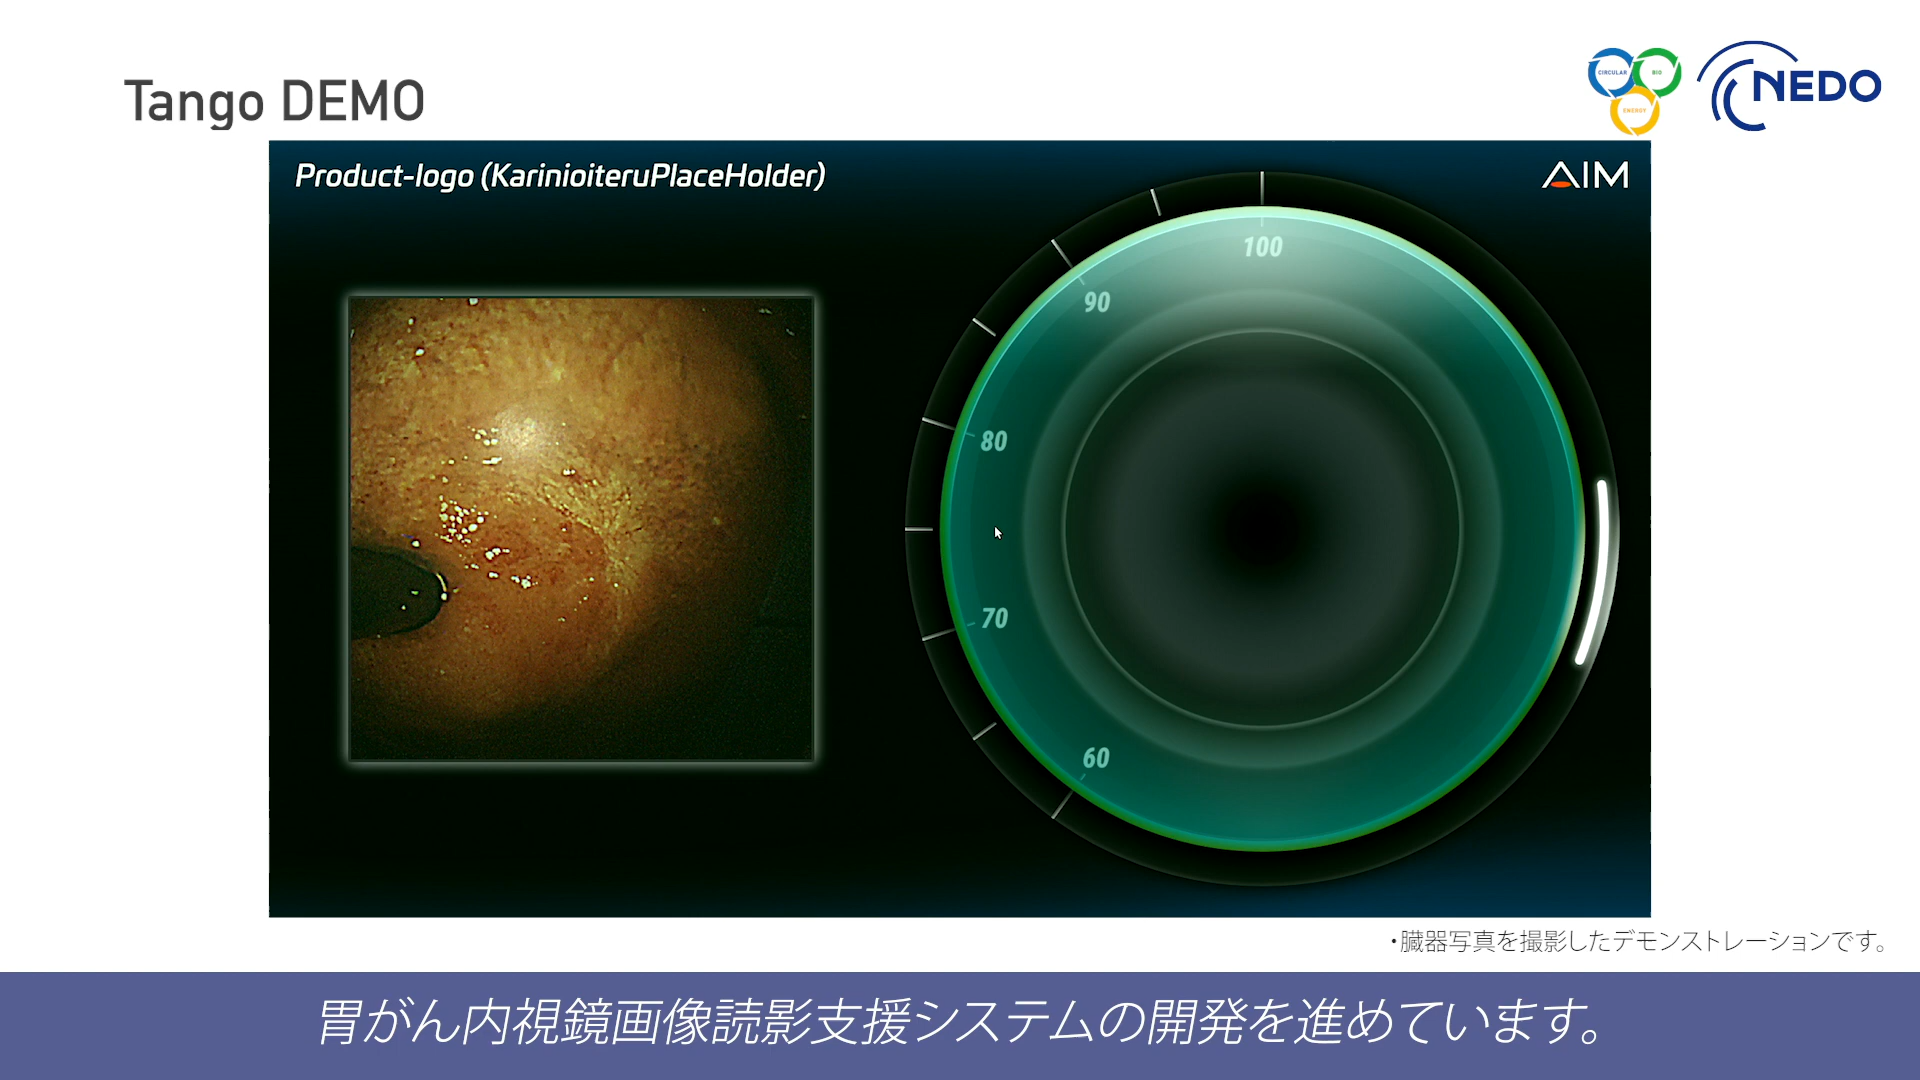 Tango DEMO
CIRCULAR
BIO
ENERGY
NEDO
Product-logo (KarinioiteruPlaceHolder)
AIM
100
90
80
70
60
・臓器写真を撮影したデモンストレーションです。
胃がん内視鏡画像読影支援システムの開発を進めています。